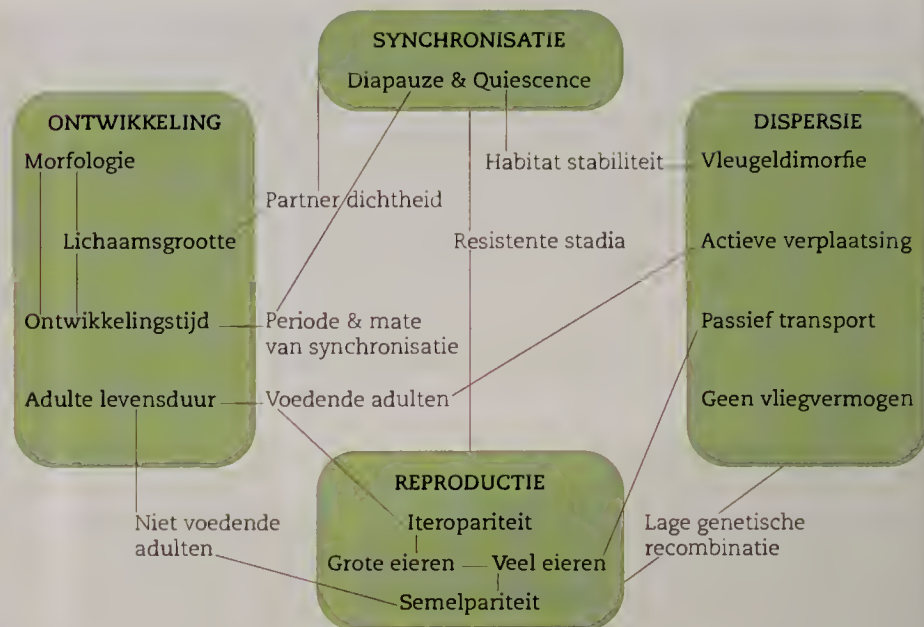 SYNCHRONISATIE
Diapauze & Quiescence
ONTWIKKELING
Morfologie
Lichaamsgrootte
Ontwikkelingstijd
Adulte levensduur
Partner dichtheid
Periode & mate
van synchronisatie
Voedende adulten
Habitat stabiliteit
Resistente stadia
DISPERSIE
Vleugeldimorfie
Actieve verplaatsing
Passief transport
Geen vliegvermogen
Niet voedende
adulten
REPRODUCTIE
Iteropariteit
Grote eieren
Veel eieren
Semelpariteit
Lage genetische
recombinatie